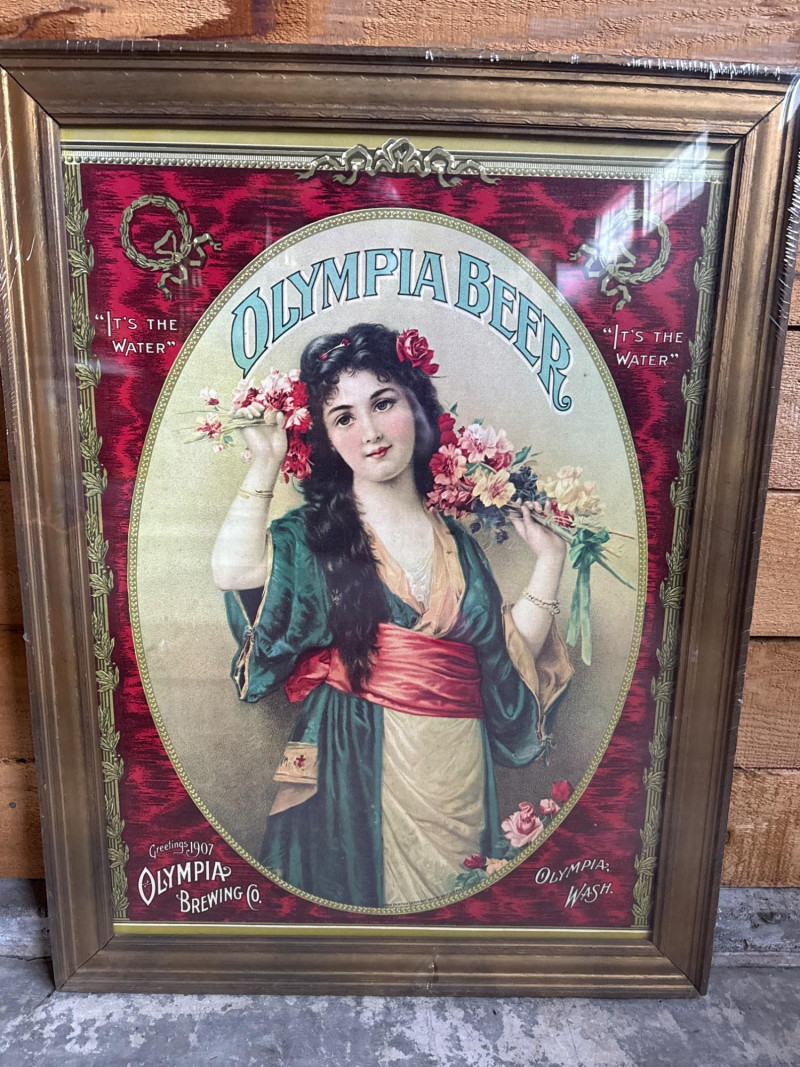 OLYMPIA BEER
"IT'S THE
WATER"
"IT'S THE
WATER"
Greetings 1907
OLYMPIA
BREWING CO.
OLYMPIA,
WASH.